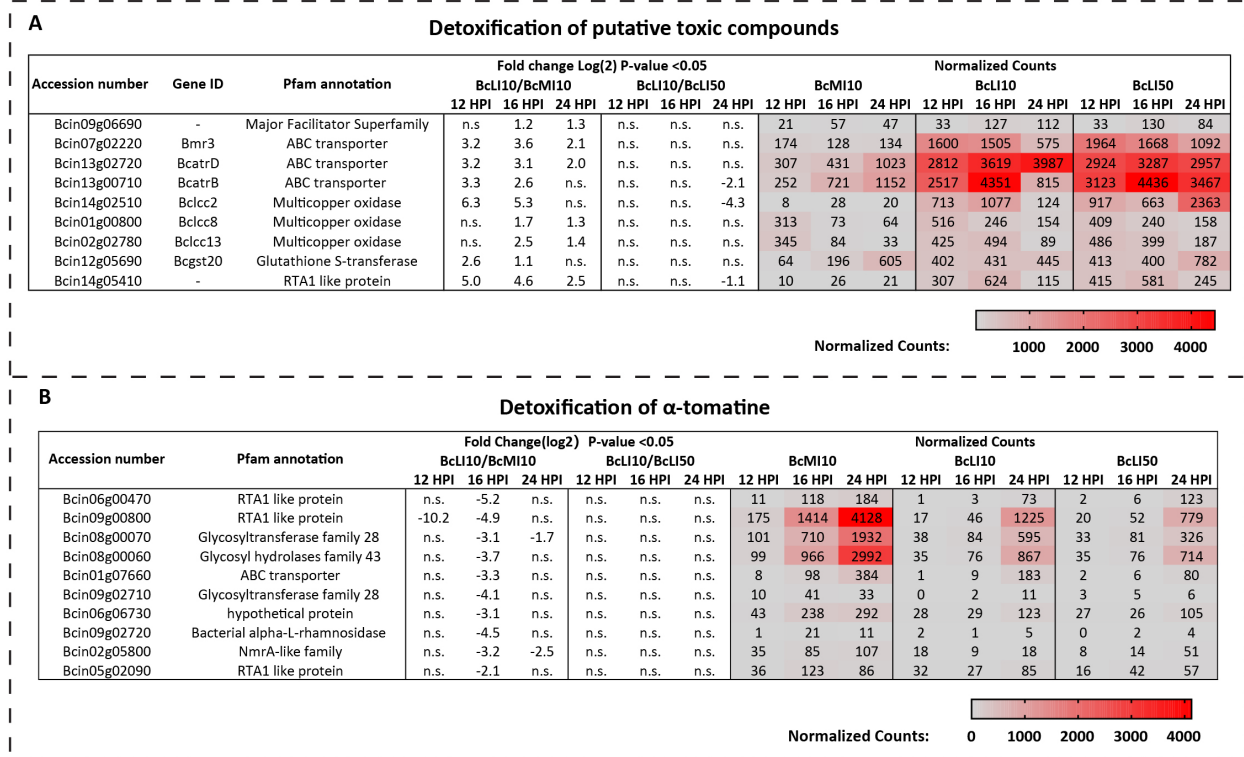 A
Detoxification of putative toxic compounds
Fold change Log(2) P-value <0.05 Normalized Counts
Accession number Gene ID Pfam annotation BcLI10/BcMI10 BcLI10/BcLI50 BcMI10 BcLI10 BcLI50
12 HPI 16 HPI 24 HPI 12 HPI 16 HPI 24 HPI 12 HPI 16 HPI 24 HPI 12 HPI 16 HPI 24 HPI 12 HPI 16 HPI 24 HPI
Bcin09g06690 - Major Facilitator Superfamily n.s 1.2 1.3 n.s. n.s. n.s. 21 57 47 33 127 112 33 130 84
Bcin07g02220 Bmr3 ABC transporter 3.2 3.6 2.1 n.s. n.s. n.s. 174 128 134 1600 1505 575 1964 1668 1092
Bcin13g02720 BcatrD ABC transporter 3.2 3.1 2.0 n.s. n.s. n.s. 307 431 1023 2812 3619 3987 2924 3287 2957
Bcin13g00710 BcatrB ABC transporter 3.3 2.6 n.s. n.s. n.s. -2.1 252 721 1152 2517 4351 815 3123 4436 3467
Bcin14g02510 Bclcc2 Multicopper oxidase 6.3 5.3 n.s. n.s. n.s. -4.3 8 28 20 713 1077 124 917 663 2363
Bcin01g00800 Bclcc8 Multicopper oxidase n.s. 1.7 1.3 n.s. n.s. n.s. 313 73 64 516 246 154 409 240 158
Bcin02g02780 Bclcc13 Multicopper oxidase n.s. 2.5 1.4 n.s. n.s. n.s. 345 84 33 425 494 89 486 399 187
Bcin12g05690 Bcgst20 Glutathione S-transferase 2.6 1.1 n.s. n.s. n.s. n.s. 64 196 605 402 431 445 413 400 782
Bcin14g05410 - RTA1 like protein 5.0 4.6 2.5 n.s. n.s. -1.1 10 26 21 307 624 115 415 581 245
Normalized Counts: 1000 2000 3000 4000
B
Detoxification of α-tomatine
Fold Change(log2) P-value <0.05 Normalized Counts
Accession number Pfam annotation BcLI10/BcMI10 BcLI10/BcLI50 BcMI10 BcLI10 BcLI50
12 HPI 16 HPI 24 HPI 12 HPI 16 HPI 24 HPI 12 HPI 16 HPI 24 HPI 12 HPI 16 HPI 24 HPI 12 HPI 16 HPI 24 HPI
Bcin06g00470 RTA1 like protein n.s. -5.2 n.s. n.s. n.s. n.s. 11 118 184 1 3 73 2 6 123
Bcin09g00800 RTA1 like protein -10.2 -4.9 n.s. n.s. n.s. n.s. 175 1414 4128 17 46 1225 20 52 779
Bcin08g00070 Glycosyltransferase family 28 n.s. -3.1 -1.7 n.s. n.s. n.s. 101 710 1932 38 84 595 33 81 326
Bcin08g00060 Glycosyl hydrolases family 43 n.s. -3.7 n.s. n.s. n.s. n.s. 99 966 2992 35 76 867 35 76 714
Bcin01g07660 ABC transporter n.s. -3.3 n.s. n.s. n.s. n.s. 8 98 384 1 9 183 2 6 80
Bcin09g02710 Glycosyltransferase family 28 n.s. -4.1 n.s. n.s. n.s. n.s. 10 41 33 0 2 11 3 5 6
Bcin06g06730 hypothetical protein n.s. -3.1 n.s. n.s. n.s. n.s. 43 238 292 28 29 123 27 26 105
Bcin09g02720 Bacterial alpha-L-rhamnosidase n.s. -4.5 n.s. n.s. n.s. n.s. 1 21 11 2 1 5 0 2 4
Bcin02g05800 NmrA-like family n.s. -3.2 -2.5 n.s. n.s. n.s. 35 85 107 18 9 18 8 14 51
Bcin05g02090 RTA1 like protein n.s. -2.1 n.s. n.s. n.s. n.s. 36 123 86 32 27 85 16 42 57
Normalized Counts: 0 1000 2000 3000 4000